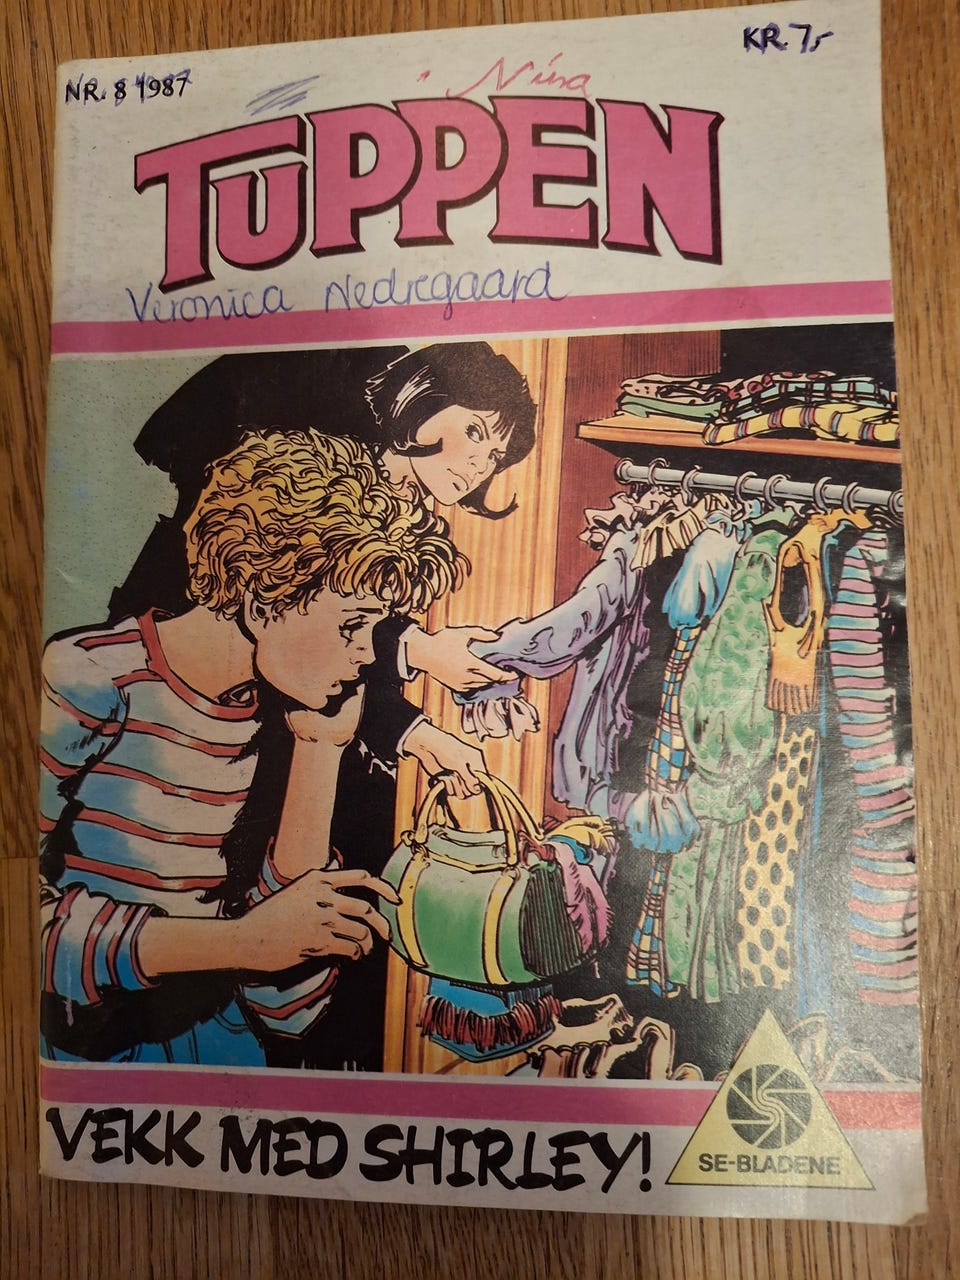 NR. 8 1987
KR. 7,-
Nina
TUPPEN
Veronica Nedregaard
VEKK MED SHIRLEY!
SE-BLADENE